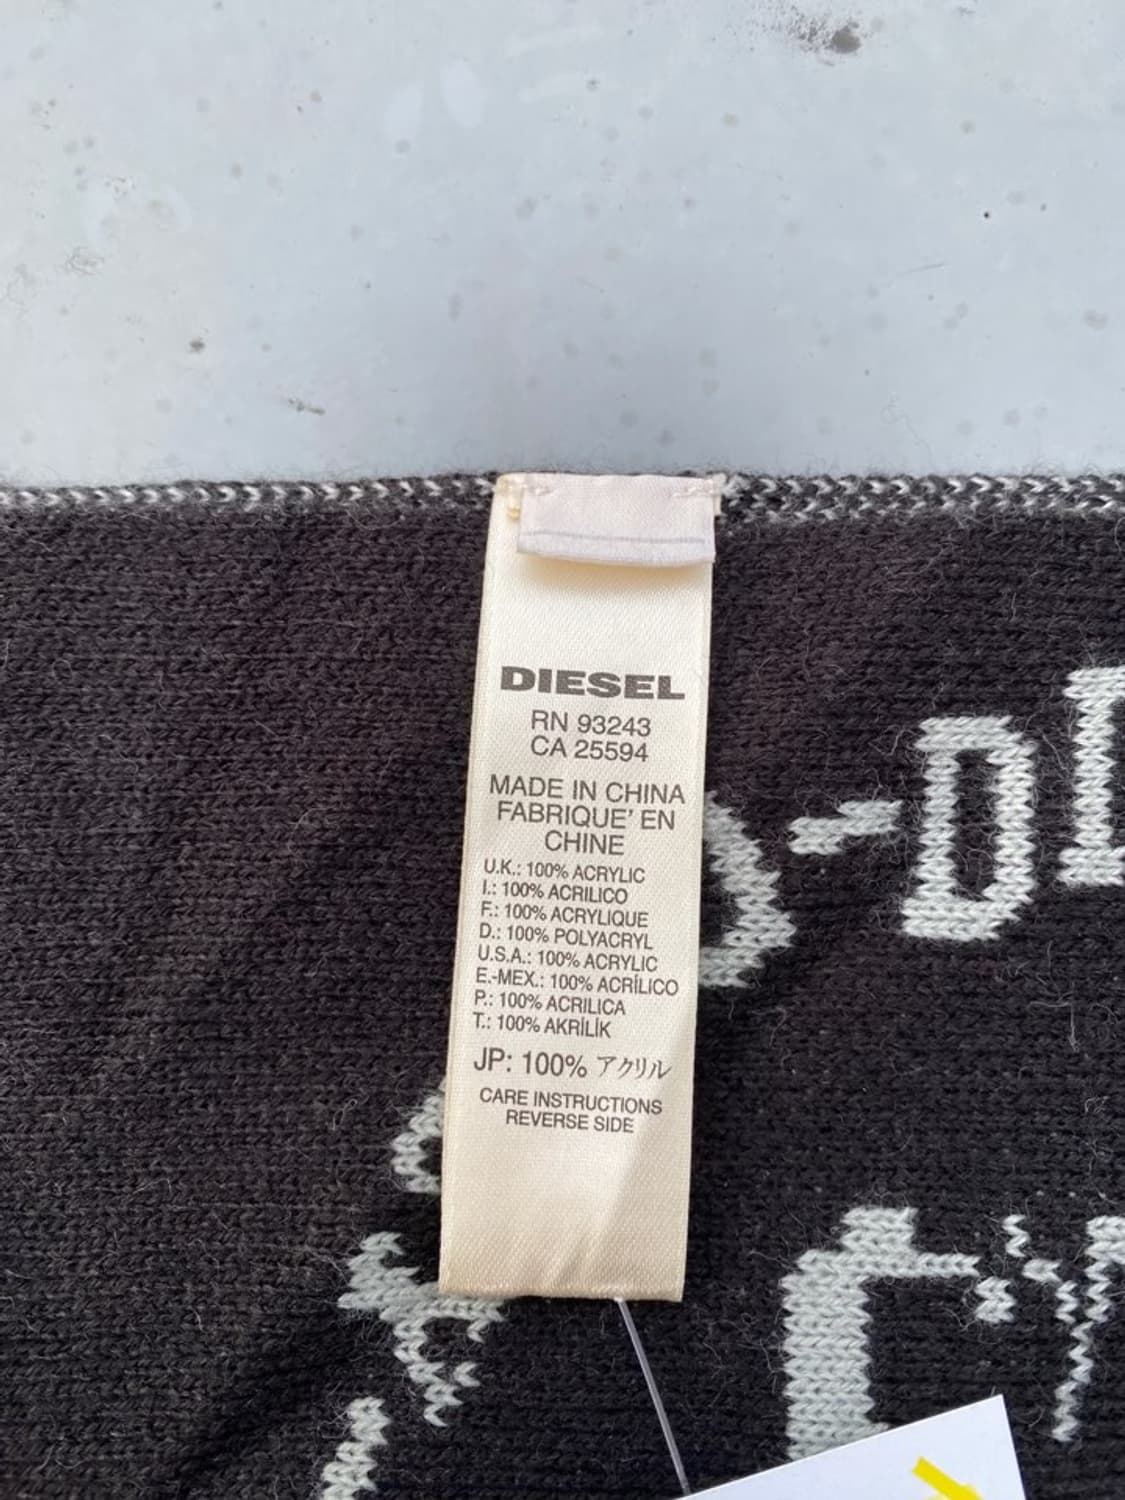 DIESEL
RN 93243
CA 25594
MADE IN CHINA
FABRIQUE' EN
CHINE
U.K.: 100% ACRYLIC
I.: 100% ACRILICO
F.: 100% ACRYLIQUE
D.: 100% POLYACRYL
U.S.A.: 100% ACRYLIC
E.-MEX.: 100% ACRÍLICO
P.: 100% ACRILICA
T.: 100% AKRİLİK
JP: 100% アクリル
CARE INSTRUCTIONS
REVERSE SIDE